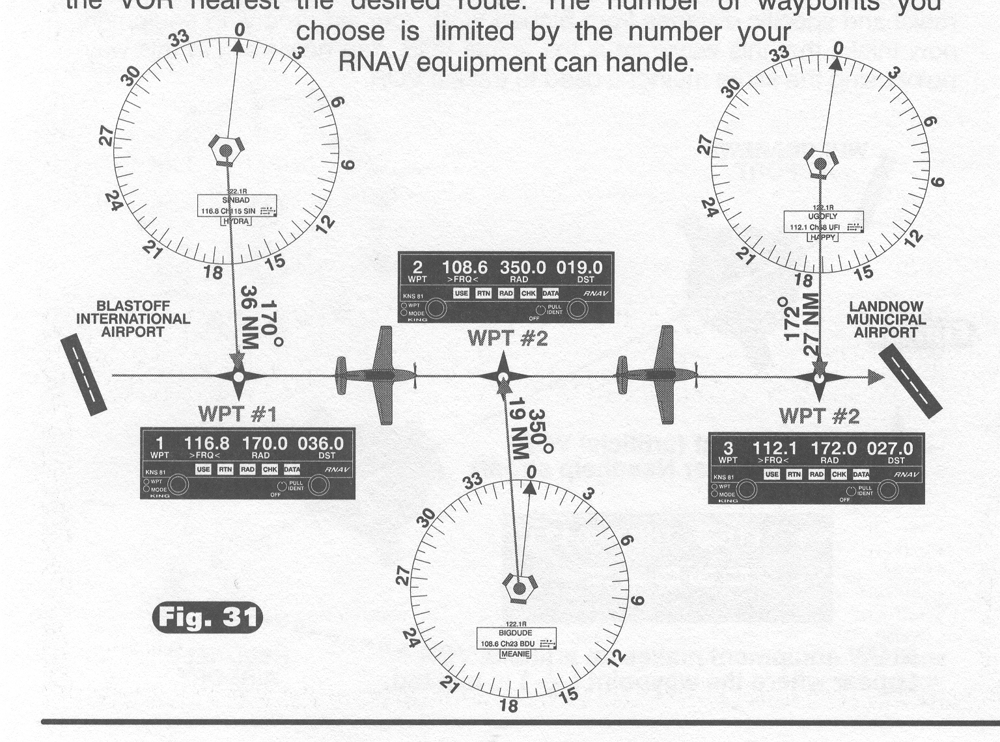 the VOR nearest the desired route. The number of waypoints you
choose is limited by the number your
RNAV equipment can handle.
0
3
6
9
12
15
18
21
24
27
30
33
122.1R
SINBAD
116.8 Ch115 SIN
HYDRA
0
3
6
9
12
15
18
21
24
27
30
33
122.1R
UGOFLY
112.1 Ch58 UFI
HAPPY
2 108.6 350.0 019.0
WPT >FRQ< RAD DST
KNS 81 USE RTN RAD CHK DATA RNAV
WPT
MODE
KING
PULL
IDENT
OFF
BLASTOFF
INTERNATIONAL
AIRPORT
170°
36 NM
WPT #2
172°
27 NM
LANDNOW
MUNICIPAL
AIRPORT
WPT #1
350°
19 NM
WPT #2
1 116.8 170.0 036.0
WPT >FRQ< RAD DST
KNS 81 USE RTN RAD CHK DATA RNAV
WPT
MODE
KING
PULL
IDENT
OFF
3 112.1 172.0 027.0
WPT >FRQ< RAD DST
KNS 81 USE RTN RAD CHK DATA RNAV
WPT
MODE
KING
PULL
IDENT
OFF
0
3
6
9
12
15
18
21
24
27
30
33
122.1R
BIGDUDE
108.6 Ch23 BDU
MEANIE
Fig. 31